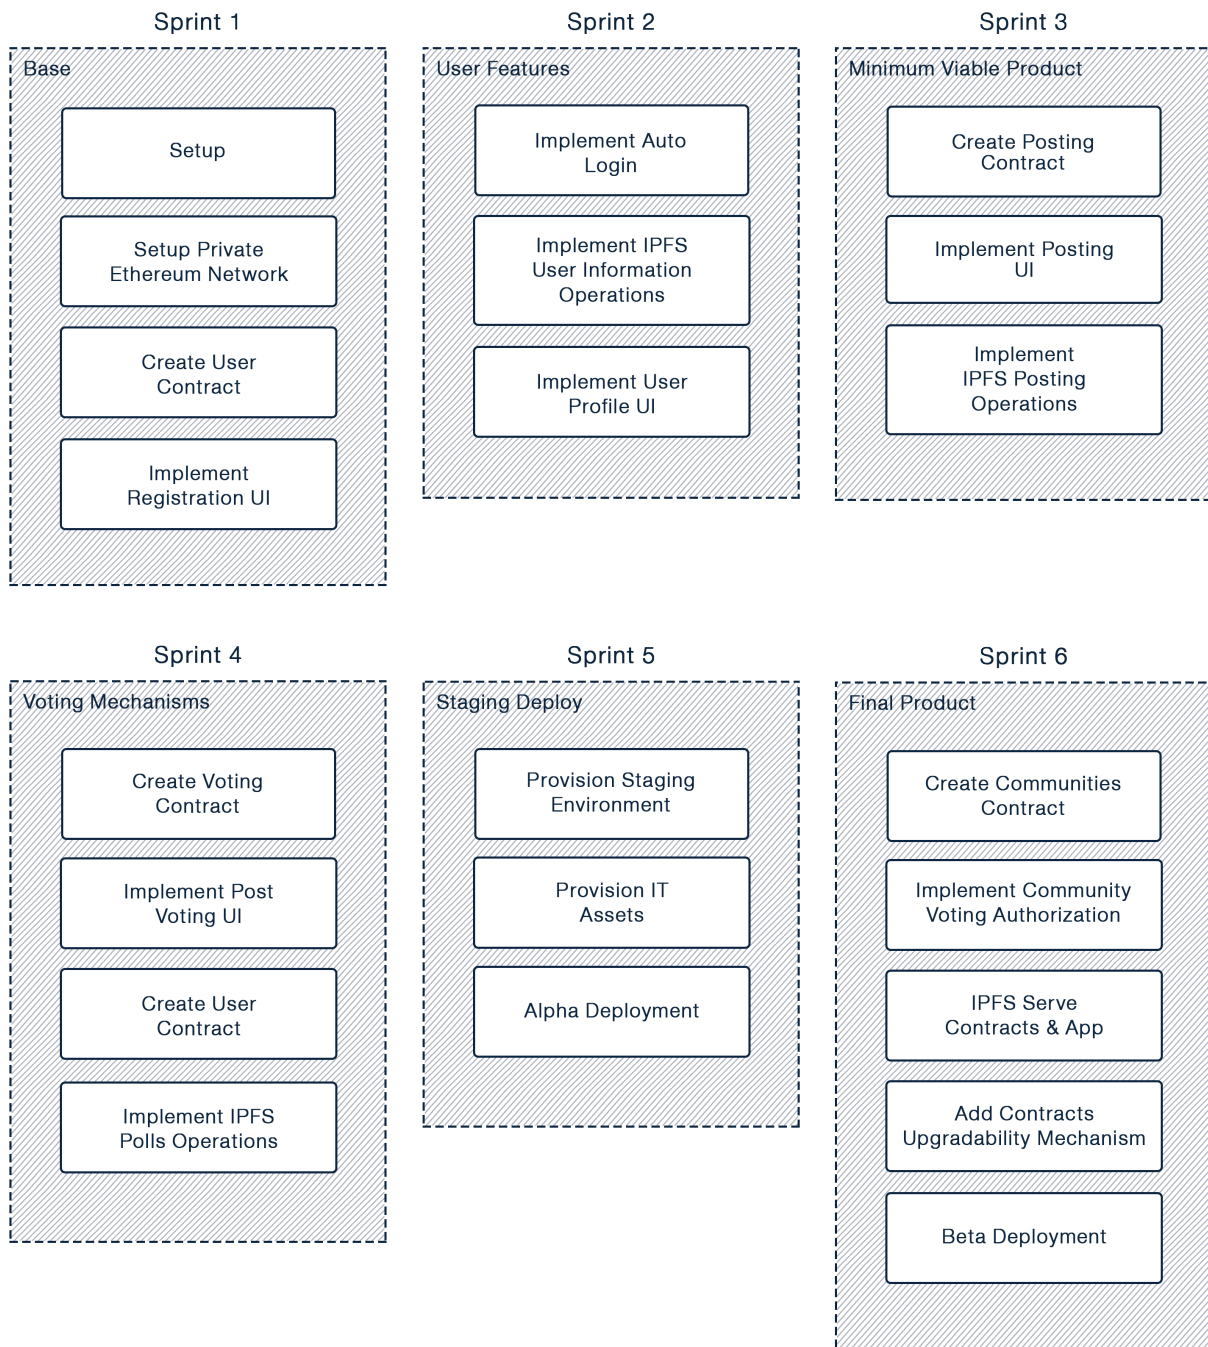 Sprint 1
Base
Setup
Setup Private
Ethereum Network
Create User
Contract
Implement
Registration UI
Sprint 2
User Features
Implement Auto
Login
Implement IPFS
User Information
Operations
Implement User
Profile UI
Sprint 3
Minimum Viable Product
Create Posting
Contract
Implement Posting
UI
Implement
IPFS Posting
Operations
Sprint 4
Voting Mechanisms
Create Voting
Contract
Implement Post
Voting UI
Create User
Contract
Implement IPFS
Polls Operations
Sprint 5
Staging Deploy
Provision Staging
Environment
Provision IT
Assets
Alpha Deployment
Sprint 6
Final Product
Create Communities
Contract
Implement Community
Voting Authorization
IPFS Serve
Contracts & App
Add Contracts
Upgradability Mechanism
Beta Deployment